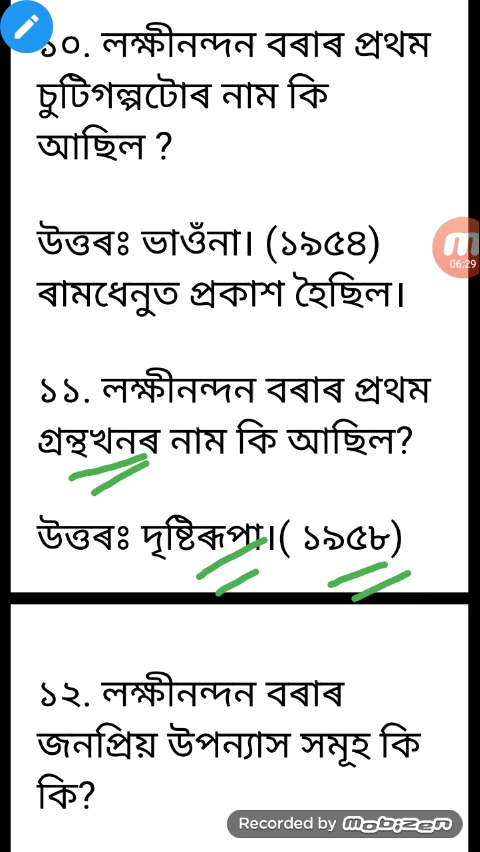 ১০. লক্ষীনন্দন বৰাৰ প্ৰথম
চুটিগল্পটোৰ নাম কি
আছিল ?
উত্তৰঃ ভাওঁনা। (১৯৫৪)
ৰামধেনুত প্ৰকাশ হৈছিল।
১১. লক্ষীনন্দন বৰাৰ প্ৰথম
গ্ৰন্থখনৰ নাম কি আছিল?
উত্তৰঃ দৃষ্টিৰূপা।( ১৯৫৮)
১২. লক্ষীনন্দন বৰাৰ
জনপ্ৰিয় উপন্যাস সমূহ কি
কি?
06:29
Recorded by Mobizen